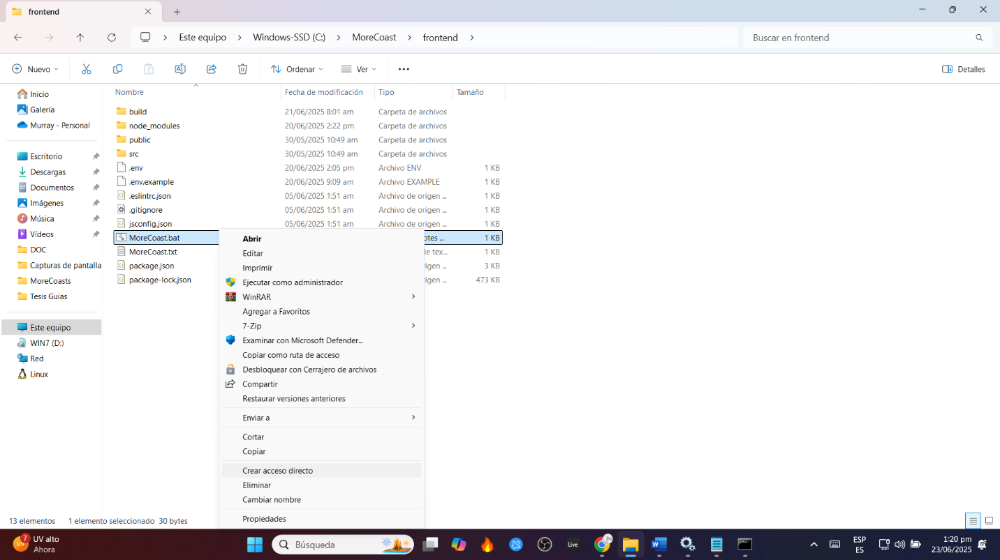 frontend
Este equipo
Windows-SSD (C:)
MoreCoast
frontend
Buscar en frontend
Nuevo
Ordenar
Ver
Detalles
Inicio
Galería
Murray - Personal
Escritorio
Descargas
Documentos
Imágenes
Música
Vídeos
DOC
Capturas de pantalla
MoreCoasts
Tesis Guias
Este equipo
WIN7 (D:)
Red
Linux
Nombre Fecha de modificación Tipo Tamaño
build 21/06/2025 8:01 am Carpeta de archivos
node_modules 20/06/2025 2:22 pm Carpeta de archivos
public 30/05/2025 10:49 am Carpeta de archivos
src 30/05/2025 10:49 am Carpeta de archivos
.env 20/06/2025 2:05 pm Archivo ENV 1 KB
.env.example 20/06/2025 9:09 am Archivo EXAMPLE 1 KB
.eslintrc.json 05/06/2025 1:51 am Archivo de origen ... 1 KB
.gitignore 05/06/2025 1:51 am Archivo de origen ... 1 KB
jsconfig.json 05/06/2025 1:51 am Archivo de origen ... 1 KB
MoreCoast.bat otes ... 1 KB
MoreCoast.txt le tex... 1 KB
package.json igen ... 3 KB
package-lock.json igen ... 473 KB
Abrir
Editar
Imprimir
Ejecutar como administrador
WinRAR
Agregar a Favoritos
7-Zip
Examinar con Microsoft Defender...
Copiar como ruta de acceso
Desbloquear con Cerrajero de archivos
Compartir
Restaurar versiones anteriores
Enviar a
Cortar
Copiar
Crear acceso directo
Eliminar
Cambiar nombre
Propiedades
13 elementos 1 elemento seleccionado 30 bytes
7
UV
UV alto
Ahora
Búsqueda
Live
ESP
ES
1:20 pm
23/06/2025